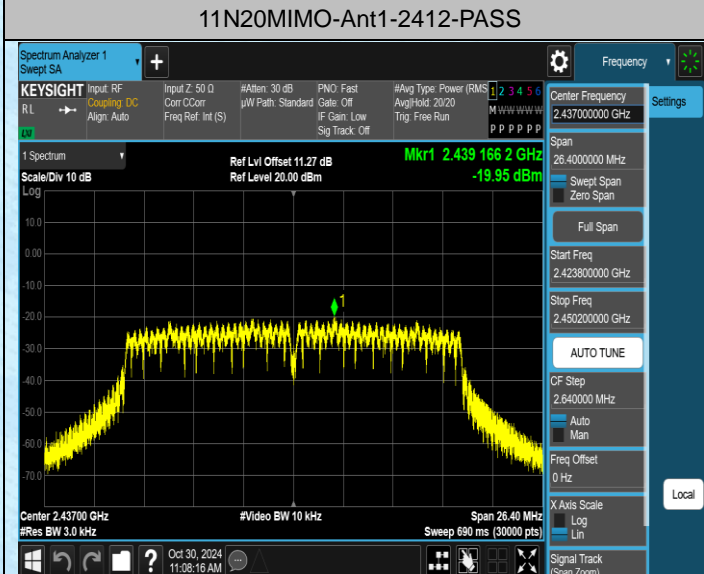 11N20MIMO-Ant1-2412-PASS
Spectrum Analyzer 1
Swept SA
+
Frequency
KEYSIGHT
RL
LXI
Input: RF
Coupling: DC
Align: Auto
Input Z: 50 Ω
Corr CCorr
Freq Ref: Int (S)
#Atten: 30 dB
µW Path: Standard
PNO: Fast
Gate: Off
IF Gain: Low
Sig Track: Off
#Avg Type: Power (RMS
Avg|Hold: 20/20
Trig: Free Run
1 2 3 4 5 6
M W W W W W
P P P P P P
1 Spectrum
Scale/Div 10 dB
Ref Lvl Offset 11.27 dB
Ref Level 20.00 dBm
Mkr1 2.439 166 2 GHz
-19.95 dBm
Log
10.0
0.00
-10.0
-20.0
-30.0
-40.0
-50.0
-60.0
-70.0
1
Center 2.43700 GHz
#Res BW 3.0 kHz
#Video BW 10 kHz
Span 26.40 MHz
Sweep 690 ms (30000 pts)
Center Frequency
2.437000000 GHz
Settings
Span
26.4000000 MHz
Swept Span
Zero Span
Full Span
Start Freq
2.423800000 GHz
Stop Freq
2.450200000 GHz
AUTO TUNE
CF Step
2.640000 MHz
Auto
Man
Freq Offset
0 Hz
X Axis Scale
Log
Lin
Local
Signal Track
(Span Zoom)
?
Oct 30, 2024
11:08:16 AM